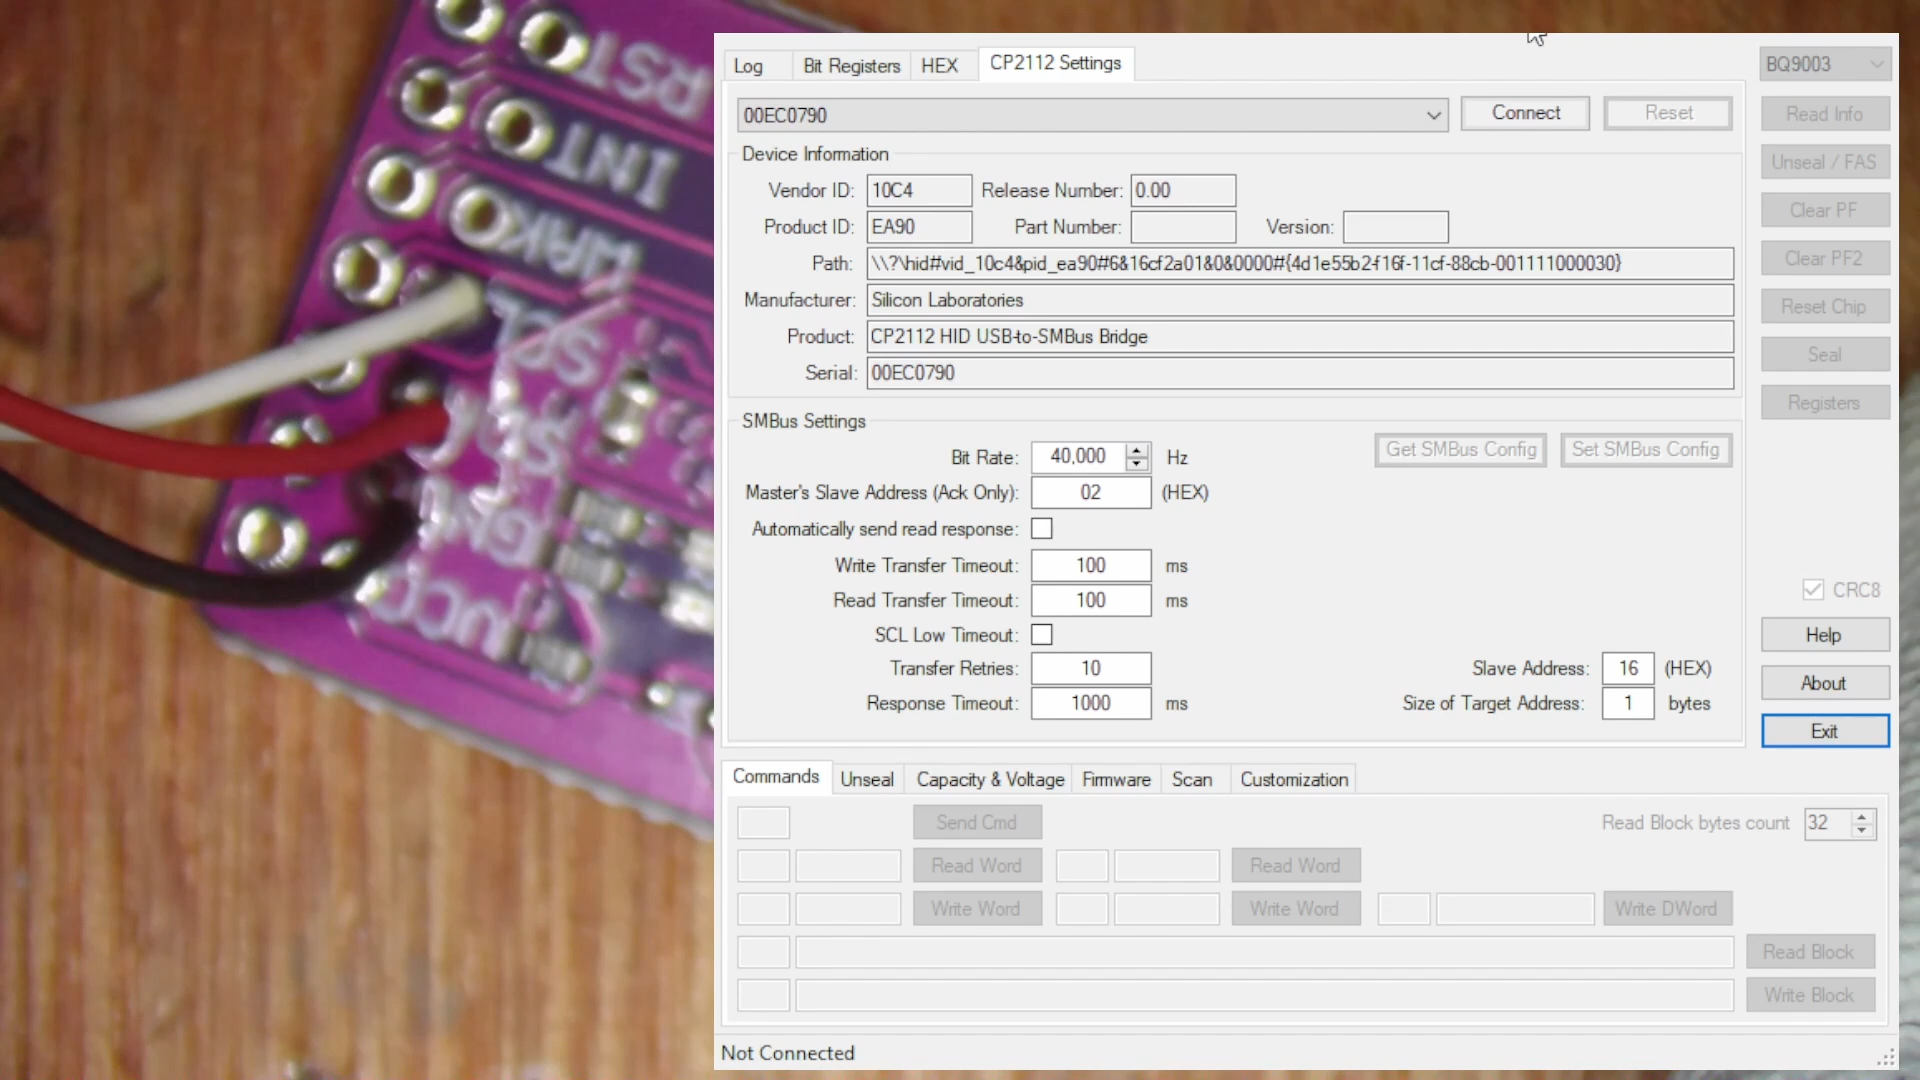 RST
INT
WAKO
SCL
SDA
GND
VCC
Log
Bit Registers
HEX
CP2112 Settings
BQ9003
00EC0790
Connect
Reset
Read Info
Device Information
Unseal / FAS
Vendor ID:
10C4
Release Number:
0.00
Clear PF
Product ID:
EA90
Part Number:
Version:
Clear PF2
Path:
\\?\hid#vid_10c4&pid_ea90#6&16cf2a01&0&0000#{4d1e55b2-f16f-11cf-88cb-001111000030}
Manufacturer:
Silicon Laboratories
Reset Chip
Product:
CP2112 HID USB-to-SMBus Bridge
Seal
Serial:
00EC0790
Registers
SMBus Settings
Bit Rate:
40,000
Hz
Get SMBus Config
Set SMBus Config
Master's Slave Address (Ack Only):
02
(HEX)
Automatically send read response:
Write Transfer Timeout:
100
ms
CRC8
Read Transfer Timeout:
100
ms
SCL Low Timeout:
Help
Transfer Retries:
10
Slave Address:
16
(HEX)
About
Response Timeout:
1000
ms
Size of Target Address:
1
bytes
Exit
Commands
Unseal
Capacity & Voltage
Firmware
Scan
Customization
Send Cmd
Read Block bytes count
32
Read Word
Read Word
Write Word
Write Word
Write DWord
Read Block
Write Block
Not Connected